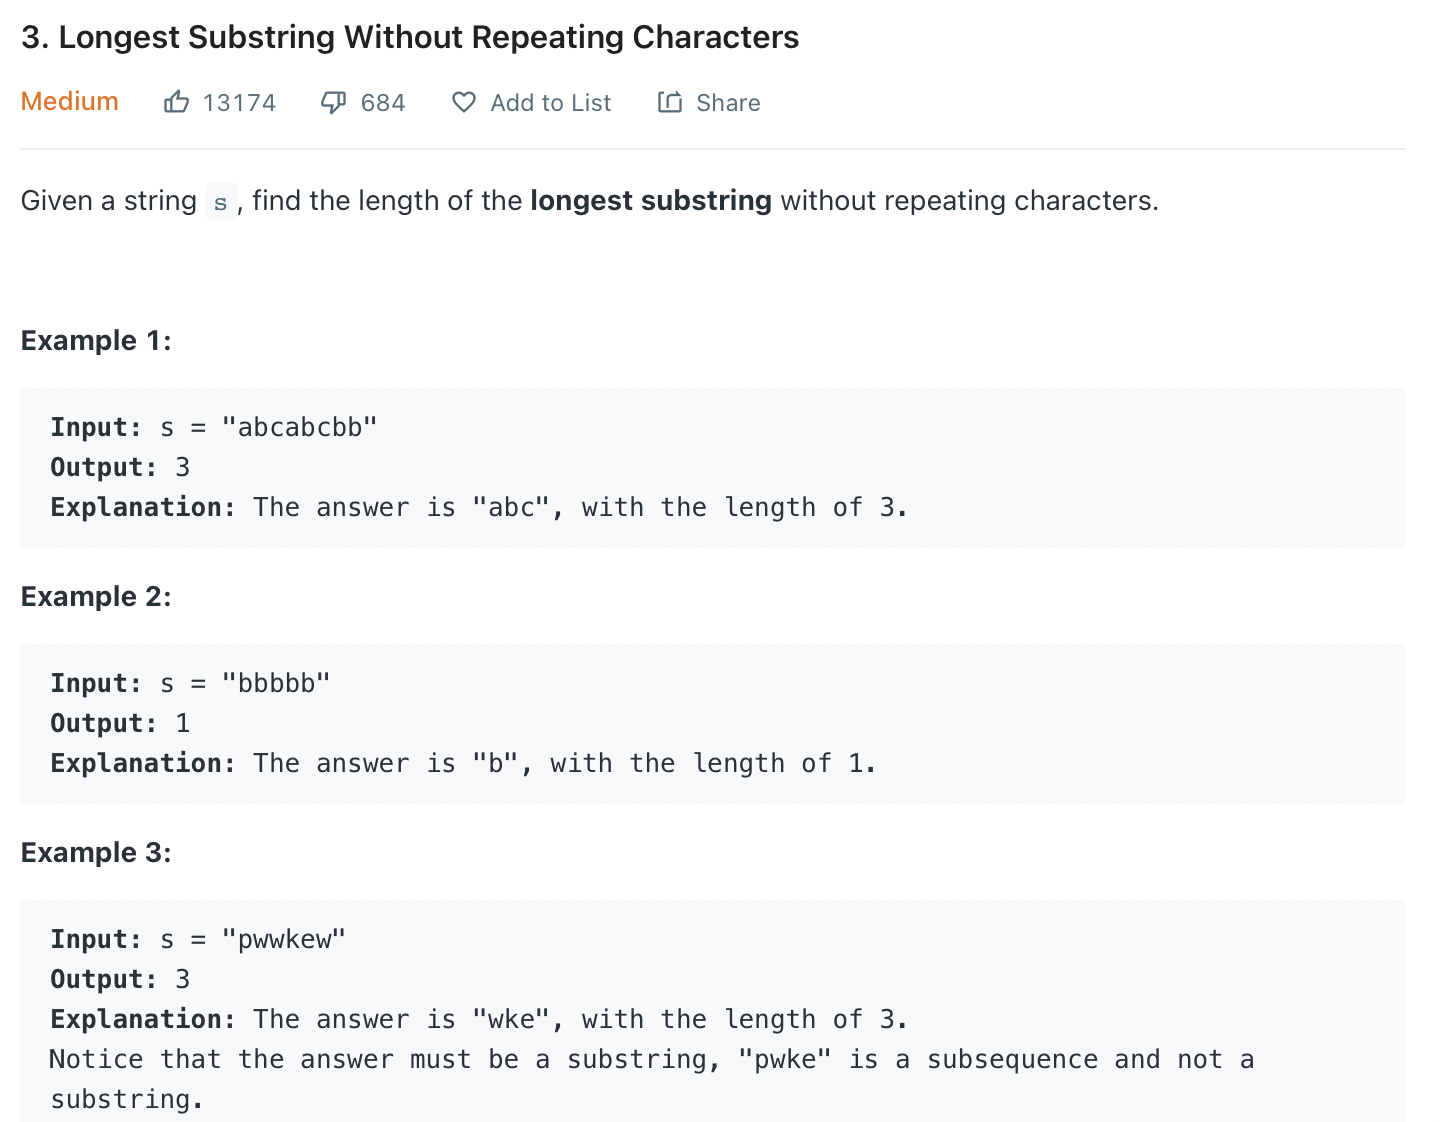 3. Longest Substring Without Repeating Characters
Medium 13174 684 Add to List Share
Given a string s, find the length of the longest substring without repeating characters.
Example 1:
Input: s = "abcabcbb"
Output: 3
Explanation: The answer is "abc", with the length of 3.
Example 2:
Input: s = "bbbbb"
Output: 1
Explanation: The answer is "b", with the length of 1.
Example 3:
Input: s = "pwwkew"
Output: 3
Explanation: The answer is "wke", with the length of 3.
Notice that the answer must be a substring, "pwke" is a subsequence and not a
substring.